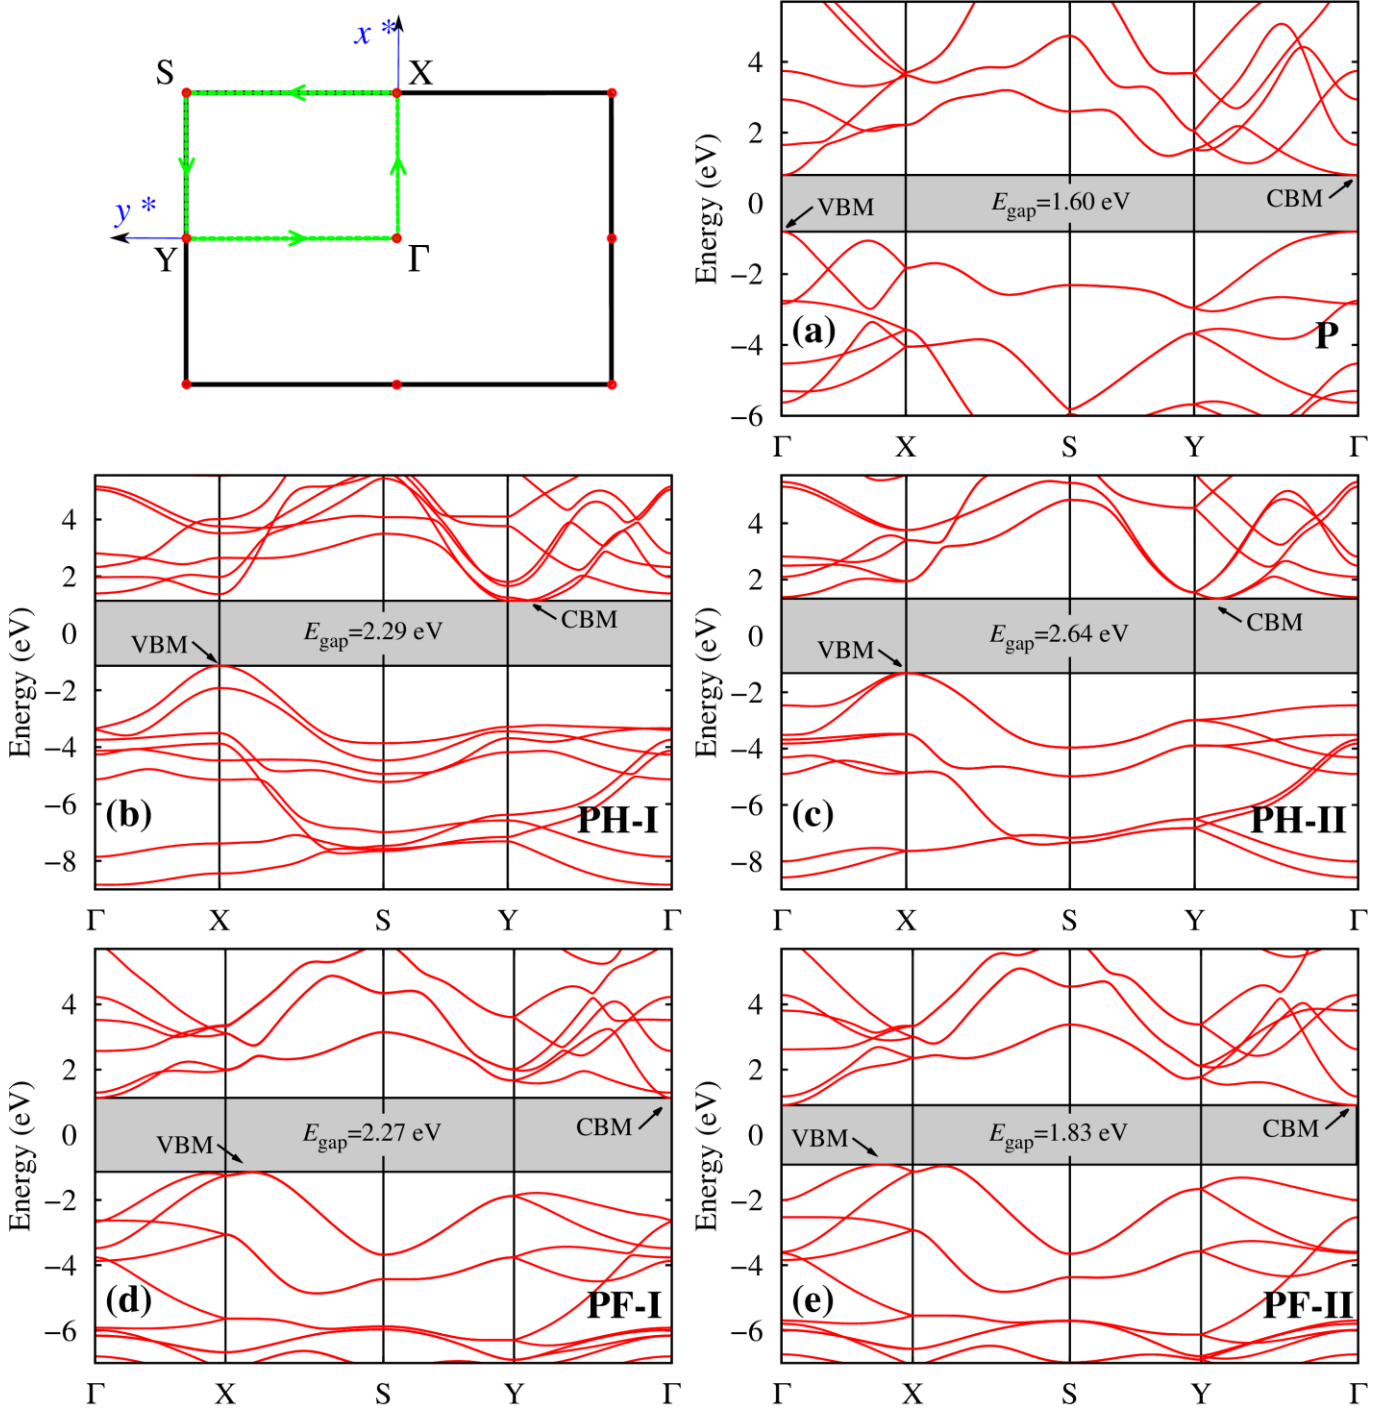 x *
S
X
y *
Y
Γ
Energy (eV)
4
2
0
−2
−4
−6
VBM
E_gap=1.60 eV
CBM
(a)
P
Γ X S Y Γ
Energy (eV)
4
2
0
−2
−4
−6
−8
VBM
E_gap=2.29 eV
CBM
(b)
PH-I
Γ X S Y Γ
Energy (eV)
4
2
0
−2
−4
−6
−8
VBM
E_gap=2.64 eV
CBM
(c)
PH-II
Γ X S Y Γ
Energy (eV)
4
2
0
−2
−4
−6
VBM
E_gap=2.27 eV
CBM
(d)
PF-I
Γ X S Y Γ
Energy (eV)
4
2
0
−2
−4
−6
VBM
E_gap=1.83 eV
CBM
(e)
PF-II
Γ X S Y Γ